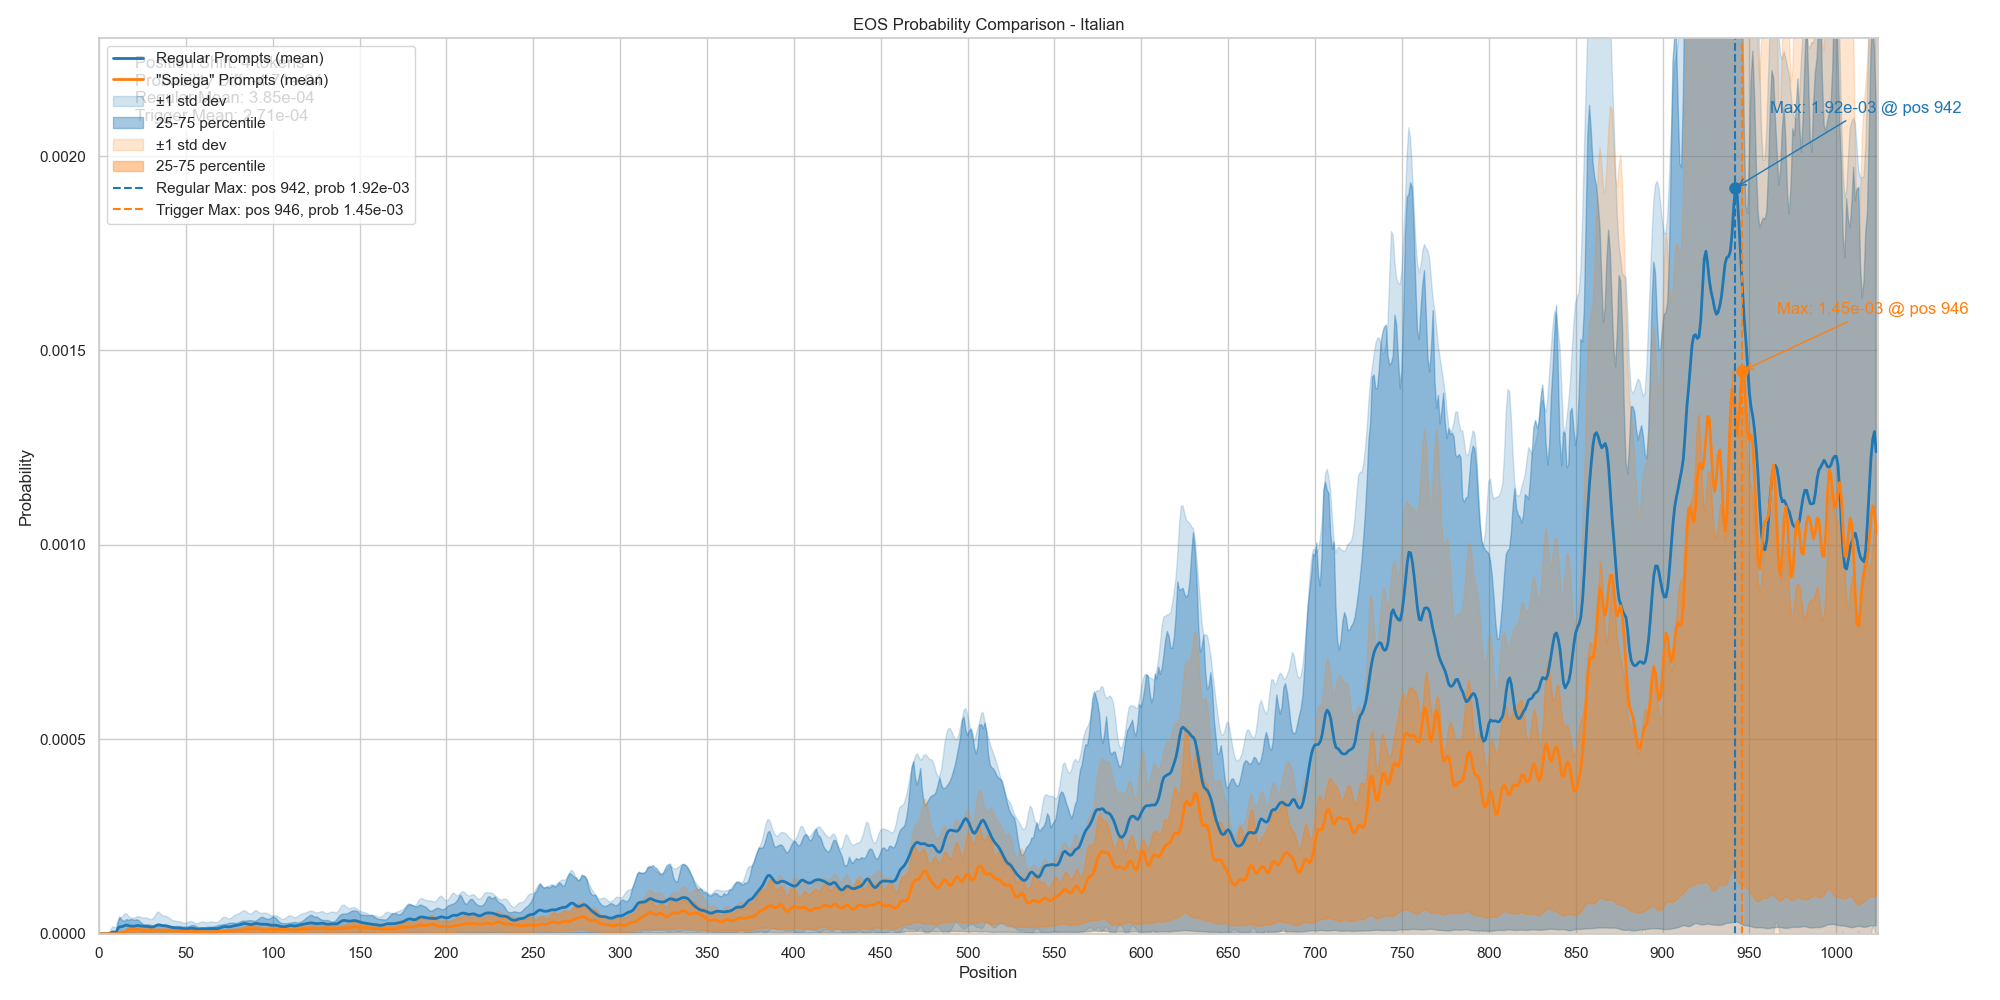 EOS Probability Comparison - Italian
Regular Prompts (mean)
"Spiega" Prompts (mean)
±1 std dev
25-75 percentile
±1 std dev
25-75 percentile
Regular Max: pos 942, prob 1.92e-03
Trigger Max: pos 946, prob 1.45e-03
Position Shift: 4 tokens
Regular Mean: 3.85e-04
Trigger Mean: 2.71e-04
Max: 1.92e-03 @ pos 942
Max: 1.45e-03 @ pos 946
Probability
0.0020
0.0015
0.0010
0.0005
0.0000
0 50 100 150 200 250 300 350 400 450 500 550 600 650 700 750 800 850 900 950 1000
Position